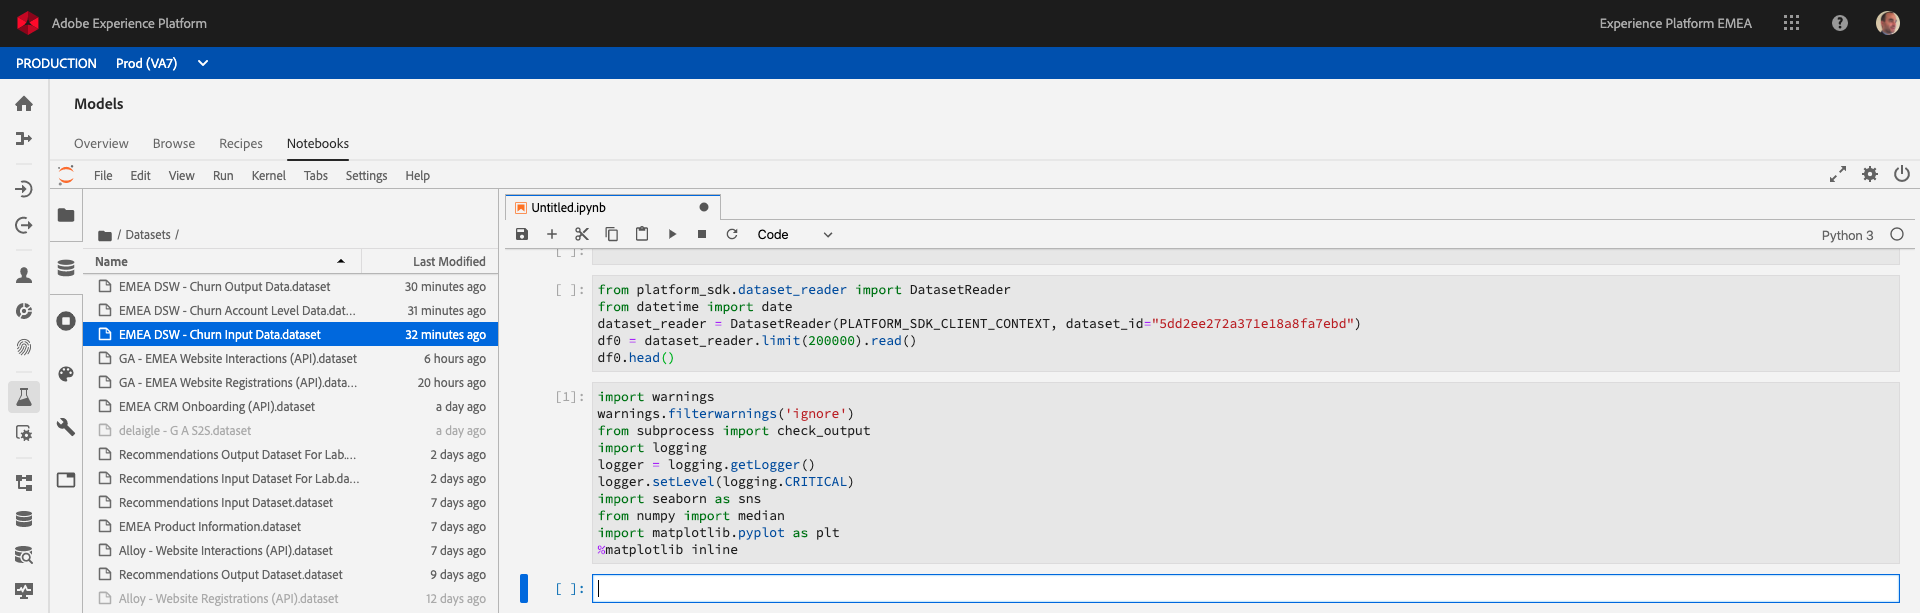 Adobe Experience Platform
Experience Platform EMEA
PRODUCTION Prod (VA7)
Models
Overview Browse Recipes Notebooks
File Edit View Run Kernel Tabs Settings Help
/ Datasets /
Name Last Modified
EMEA DSW - Churn Output Data.dataset 30 minutes ago
EMEA DSW - Churn Account Level Data.dat... 31 minutes ago
EMEA DSW - Churn Input Data.dataset 32 minutes ago
GA - EMEA Website Interactions (API).dataset 6 hours ago
GA - EMEA Website Registrations (API).data... 20 hours ago
EMEA CRM Onboarding (API).dataset a day ago
delaigle - G A S2S.dataset a day ago
Recommendations Output Dataset For Lab.... 2 days ago
Recommendations Input Dataset For Lab.da... 2 days ago
Recommendations Input Dataset.dataset 7 days ago
EMEA Product Information.dataset 7 days ago
Alloy - Website Interactions (API).dataset 7 days ago
Recommendations Output Dataset.dataset 9 days ago
Alloy - Website Registrations (API).dataset 12 days ago
Untitled.ipynb
Code
Python 3
[ ]:
[ ]:
from platform_sdk.dataset_reader import DatasetReader
from datetime import date
dataset_reader = DatasetReader(PLATFORM_SDK_CLIENT_CONTEXT, dataset_id="5dd2ee272a371e18a8fa7ebd")
df0 = dataset_reader.limit(200000).read()
df0.head()
[1]:
import warnings
warnings.filterwarnings('ignore')
from subprocess import check_output
import logging
logger = logging.getLogger()
logger.setLevel(logging.CRITICAL)
import seaborn as sns
from numpy import median
import matplotlib.pyplot as plt
%matplotlib inline
[ ]: